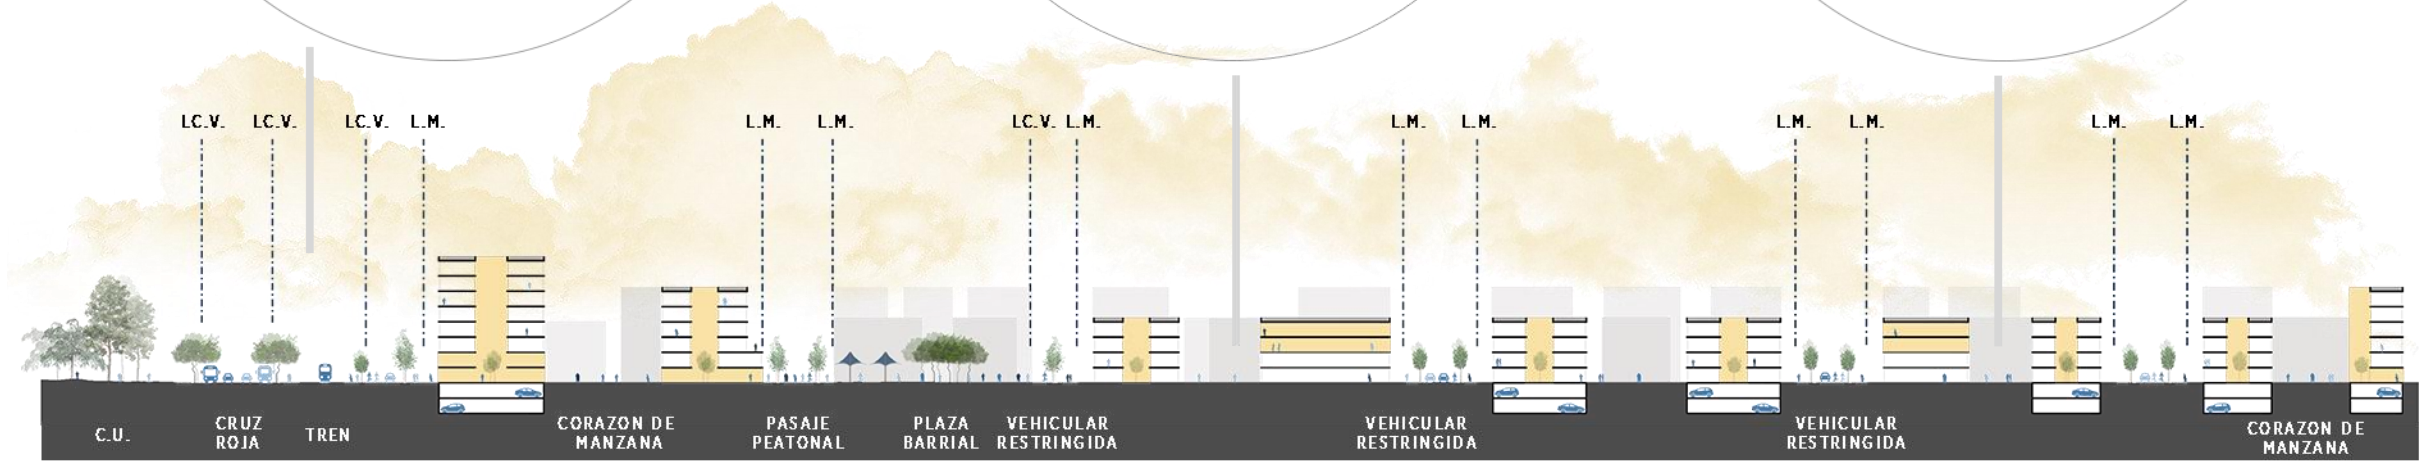 L.C.V. L.C.V. L.C.V. L.M. L.M. L.M. L.C.V. L.M. L.M. L.M. L.M. L.M. L.M. L.M.
C.U.
CRUZ
ROJA
TREN
CORAZON DE
MANZANA
PASAJE
PEATONAL
PLAZA
BARRIAL
VEHICULAR
RESTRINGIDA
VEHICULAR
RESTRINGIDA
VEHICULAR
RESTRINGIDA
CORAZON DE
MANZANA